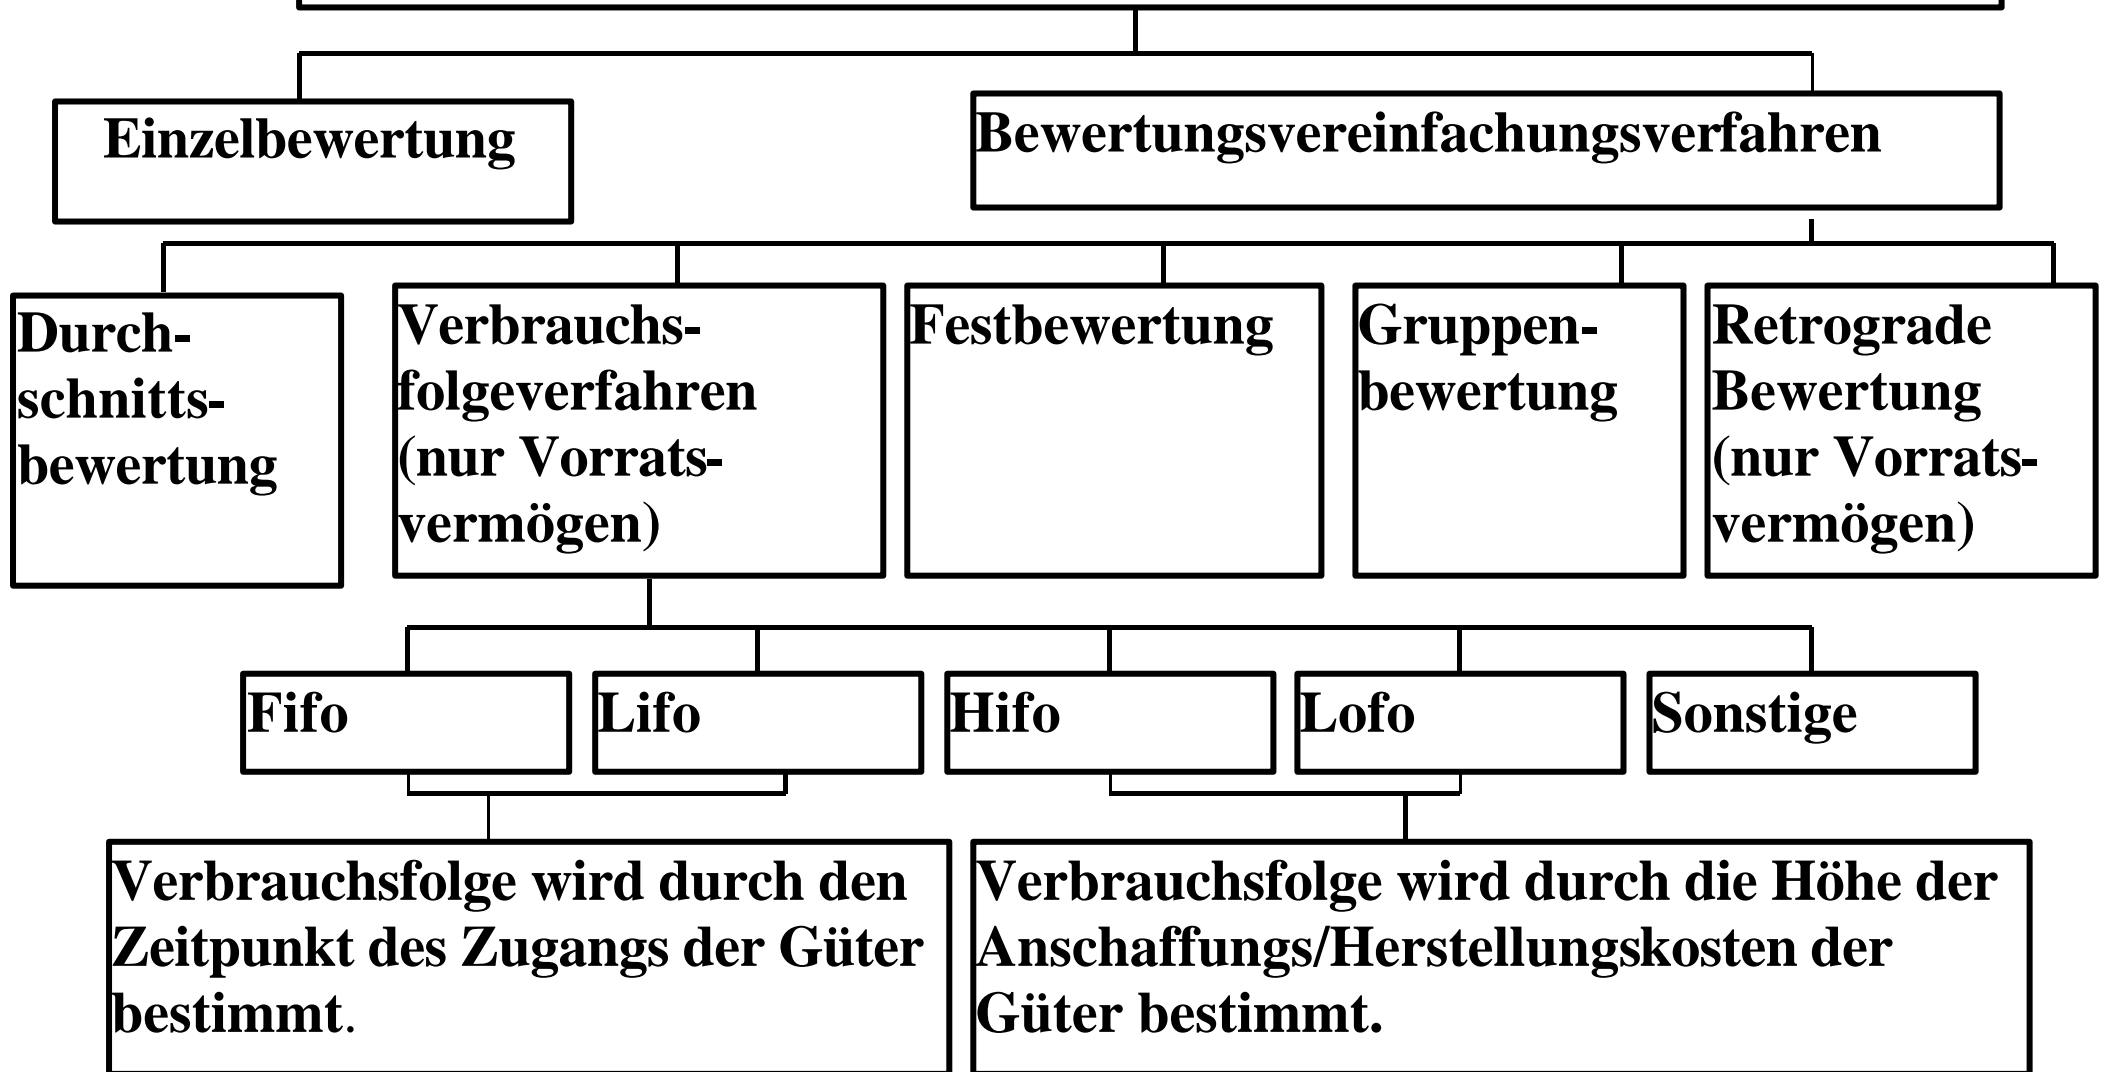 Einzelbewertung
Bewertungsvereinfachungsverfahren
Durch-
schnitts-
bewertung
Verbrauchs-
folgeverfahren
(nur Vorrats-
vermögen)
Festbewertung
Gruppen-
bewertung
Retrograde
Bewertung
(nur Vorrats-
vermögen)
Fifo
Lifo
Hifo
Lofo
Sonstige
Verbrauchsfolge wird durch den
Zeitpunkt des Zugangs der Güter
bestimmt.
Verbrauchsfolge wird durch die Höhe der
Anschaffungs/Herstellungskosten der
Güter bestimmt.